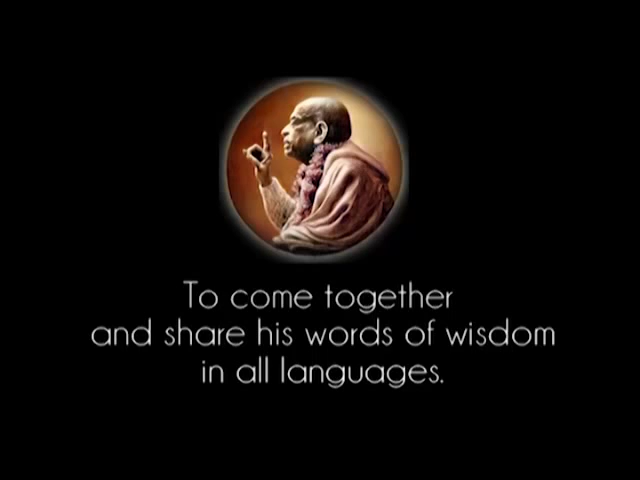 To come together
and share his words of wisdom
in all languages.